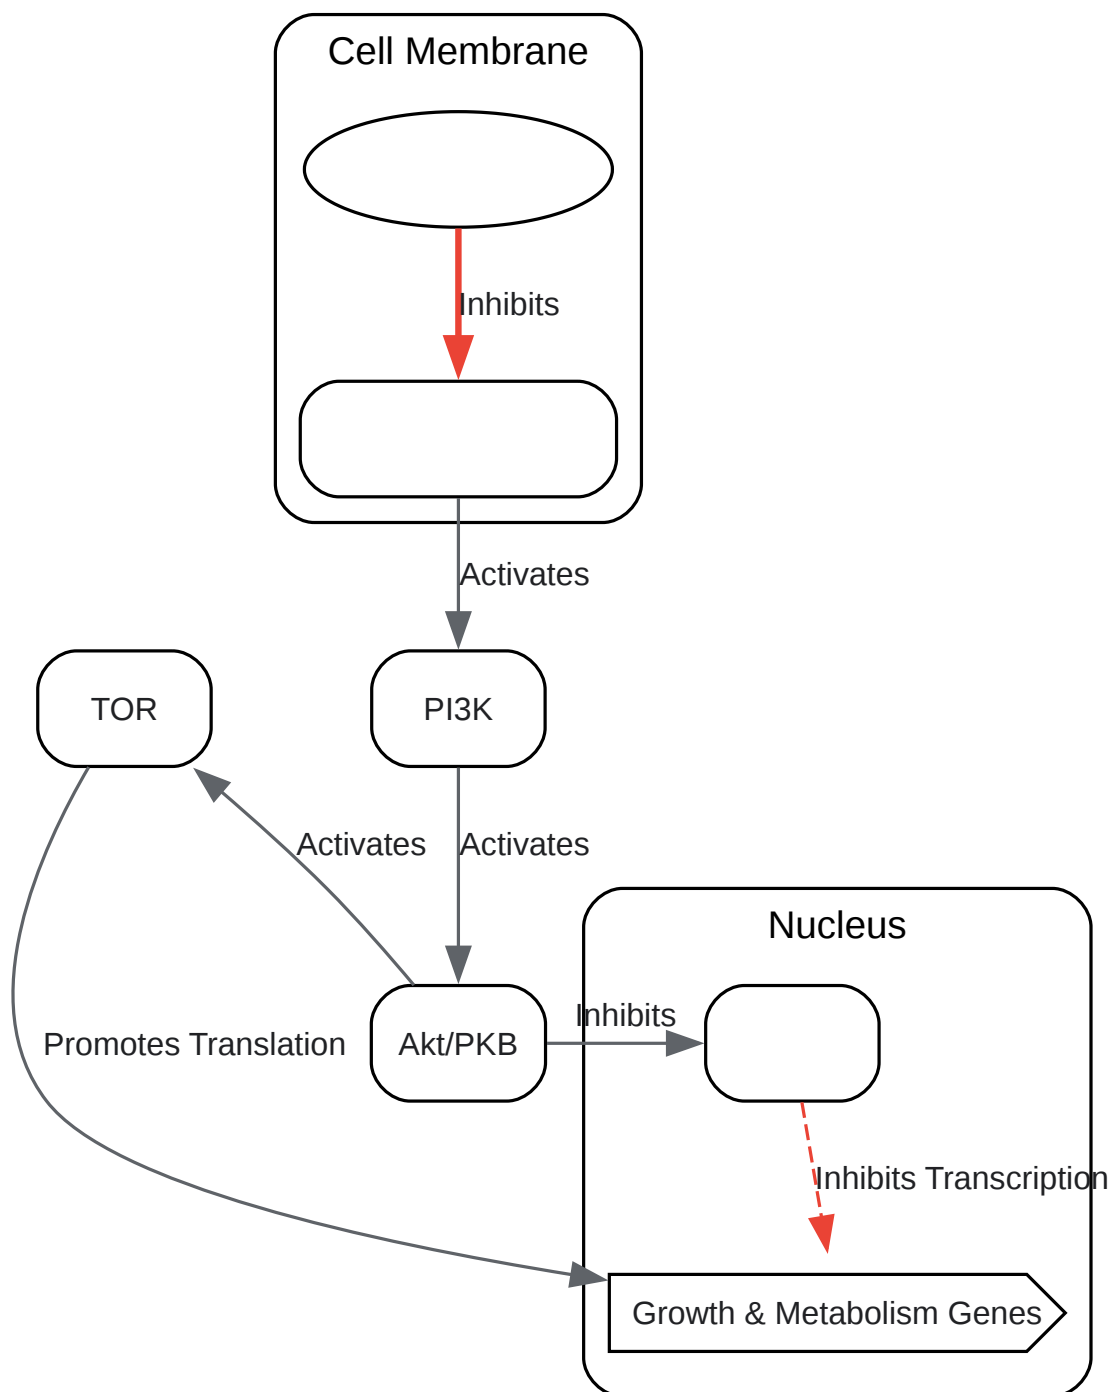 Cell Membrane
Inhibits
Activates
TOR
PI3K
Activates
Activates
Nucleus
Inhibits
Promotes Translation
Akt/PKB
Inhibits Transcription
Growth & Metabolism Genes